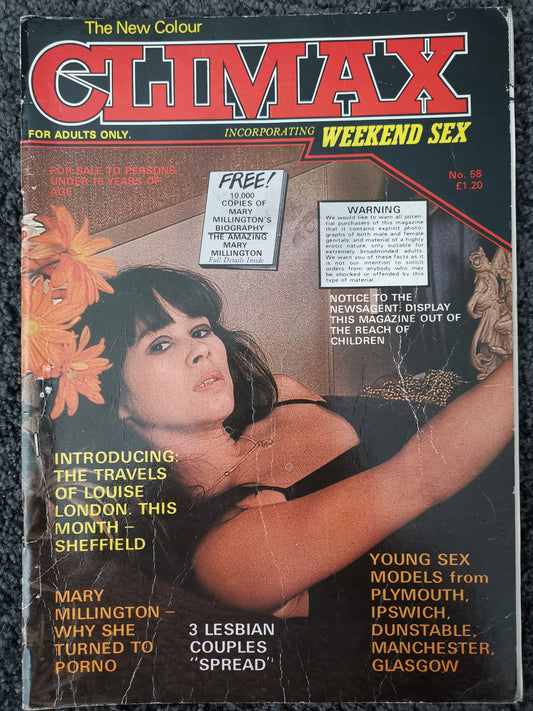 The New Colour
CLIMAX
FOR ADULTS ONLY.
INCORPORATING WEEKEND SEX
FOR SALE TO PERSONS
UNDER 18 YEARS OF
AGE
No. 58
£1.20
FREE!
10,000
COPIES OF
MARY
MILLINGTON'S
BIOGRAPHY
THE AMAZING
MARY
MILLINGTON
Full Details Inside
WARNING
We would like to warn all poten-
tial purchasers of this magazine
that it contains explicit photo-
graphs of both male and female
genitals, and material of a highly
erotic nature, only suitable for
extremely broadminded adults.
We warn you of these facts as it
is not our intention to solicit
orders from anybody who may
be shocked or offended by this
type of material.
NOTICE TO THE
NEWSAGENT: DISPLAY
THIS MAGAZINE OUT OF
THE REACH OF
CHILDREN
INTRODUCING:
THE TRAVELS
OF LOUISE
LONDON. THIS
MONTH –
SHEFFIELD
MARY
MILLINGTON –
WHY SHE
TURNED TO
PORNO
3 LESBIAN
COUPLES
"SPREAD"
YOUNG SEX
MODELS from
PLYMOUTH,
IPSWICH,
DUNSTABLE,
MANCHESTER,
GLASGOW